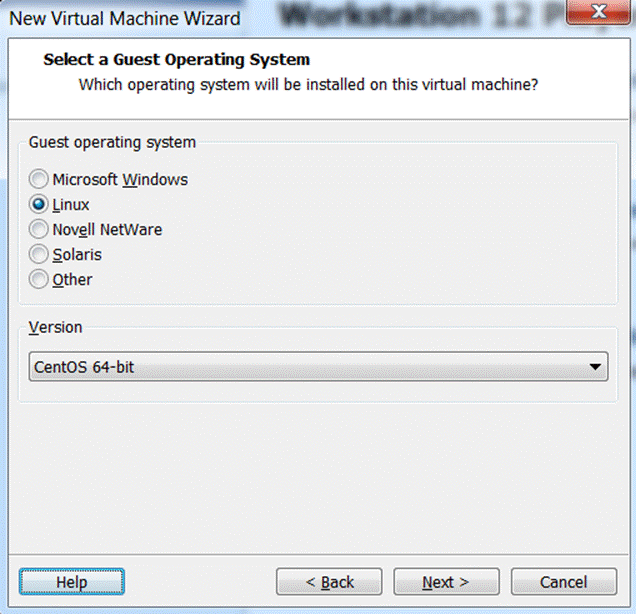 New Virtual Machine Wizard
Workstation 12
Select a Guest Operating System
Which operating system will be installed on this virtual machine?
Guest operating system
Microsoft Windows
Linux
Novell NetWare
Solaris
Other
Version
CentOS 64-bit
Help
< Back
Next >
Cancel